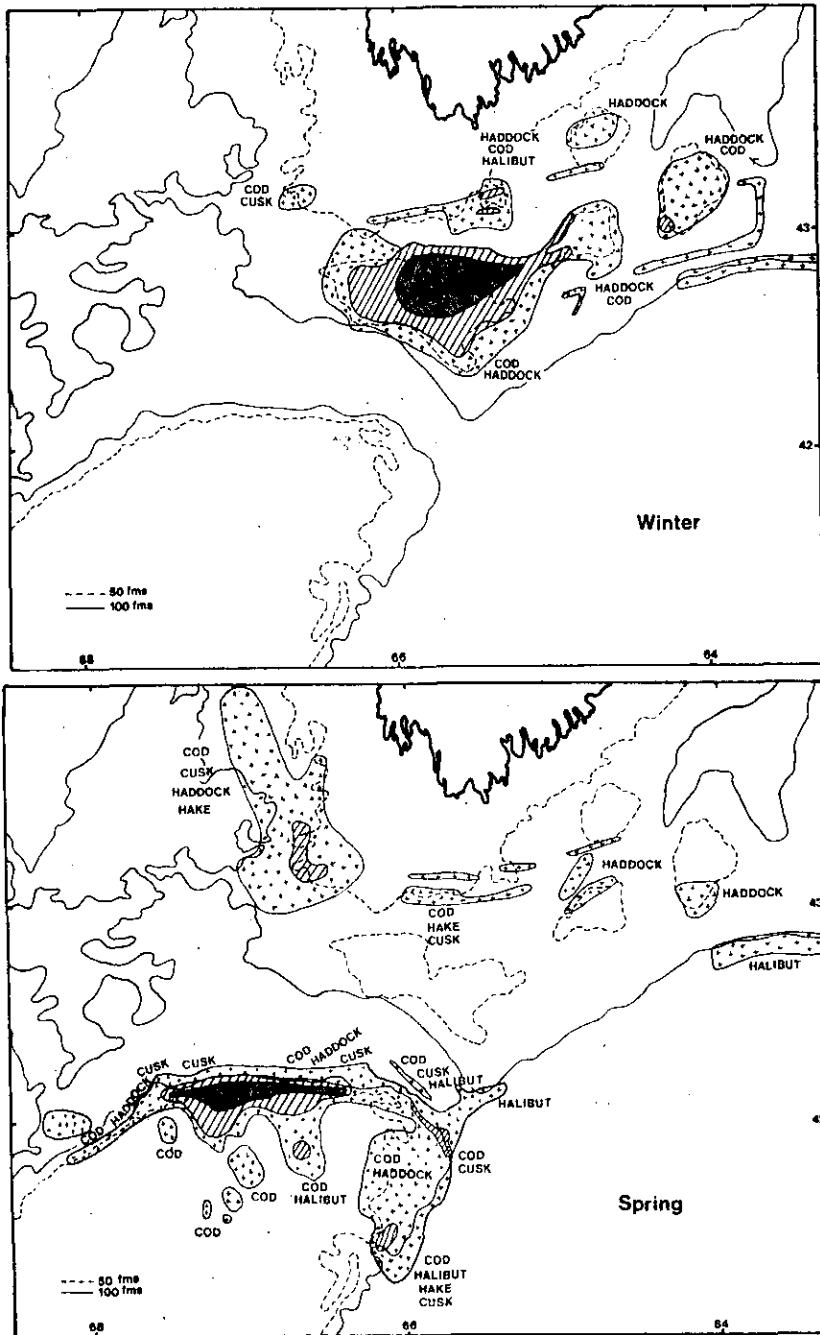 HADDOCK
HADDOCK
COD
HALIBUT
HADDOCK
COD
COD
CUSK
43
HADDOCK
COD
COD
HADDOCK
42
Winter
50 fms
100 fms
68
66
64
COD
CUSK
HADDOCK
HAKE
HADDOCK
HADDOCK
COD
HAKE
CUSK
43
HALIBUT
COD HADDOCK
CUSK
CUSK
COD
HADDOCK
CUSK
COD
CUSK
HALIBUT
HALIBUT
COD
COD
COD
COD
HALIBUT
COD
HADDOCK
COD
CUSK
Spring
COD
HALIBUT
HAKE
CUSK
50 fms
100 fms
68
66
64